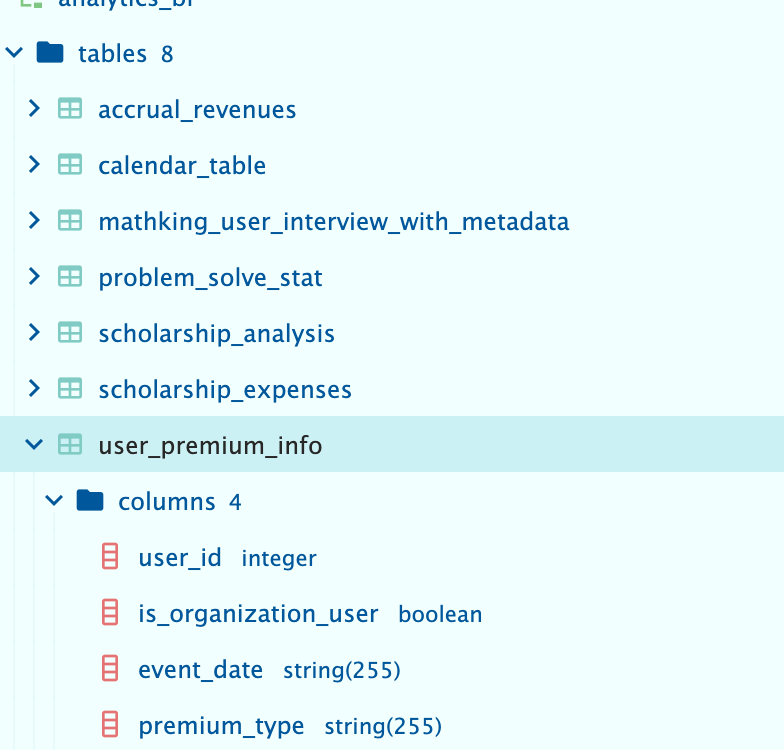 analytics_bi
tables 8
accrual_revenues
calendar_table
mathking_user_interview_with_metadata
problem_solve_stat
scholarship_analysis
scholarship_expenses
user_premium_info
columns 4
user_id integer
is_organization_user boolean
event_date string(255)
premium_type string(255)